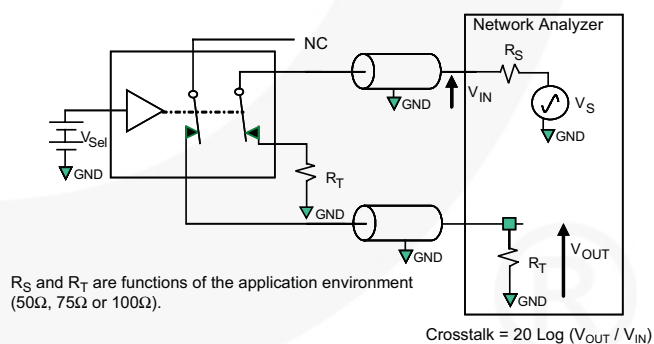 Network Analyzer
NC
R_S
V_IN
GND
V_S
GND
V_Sel
GND
R_T
GND
GND
V_OUT
R_T
GND
R_S and R_T are functions of the application environment
(50Ω, 75Ω or 100Ω).
Crosstalk = 20 Log (V_OUT / V_IN)
®